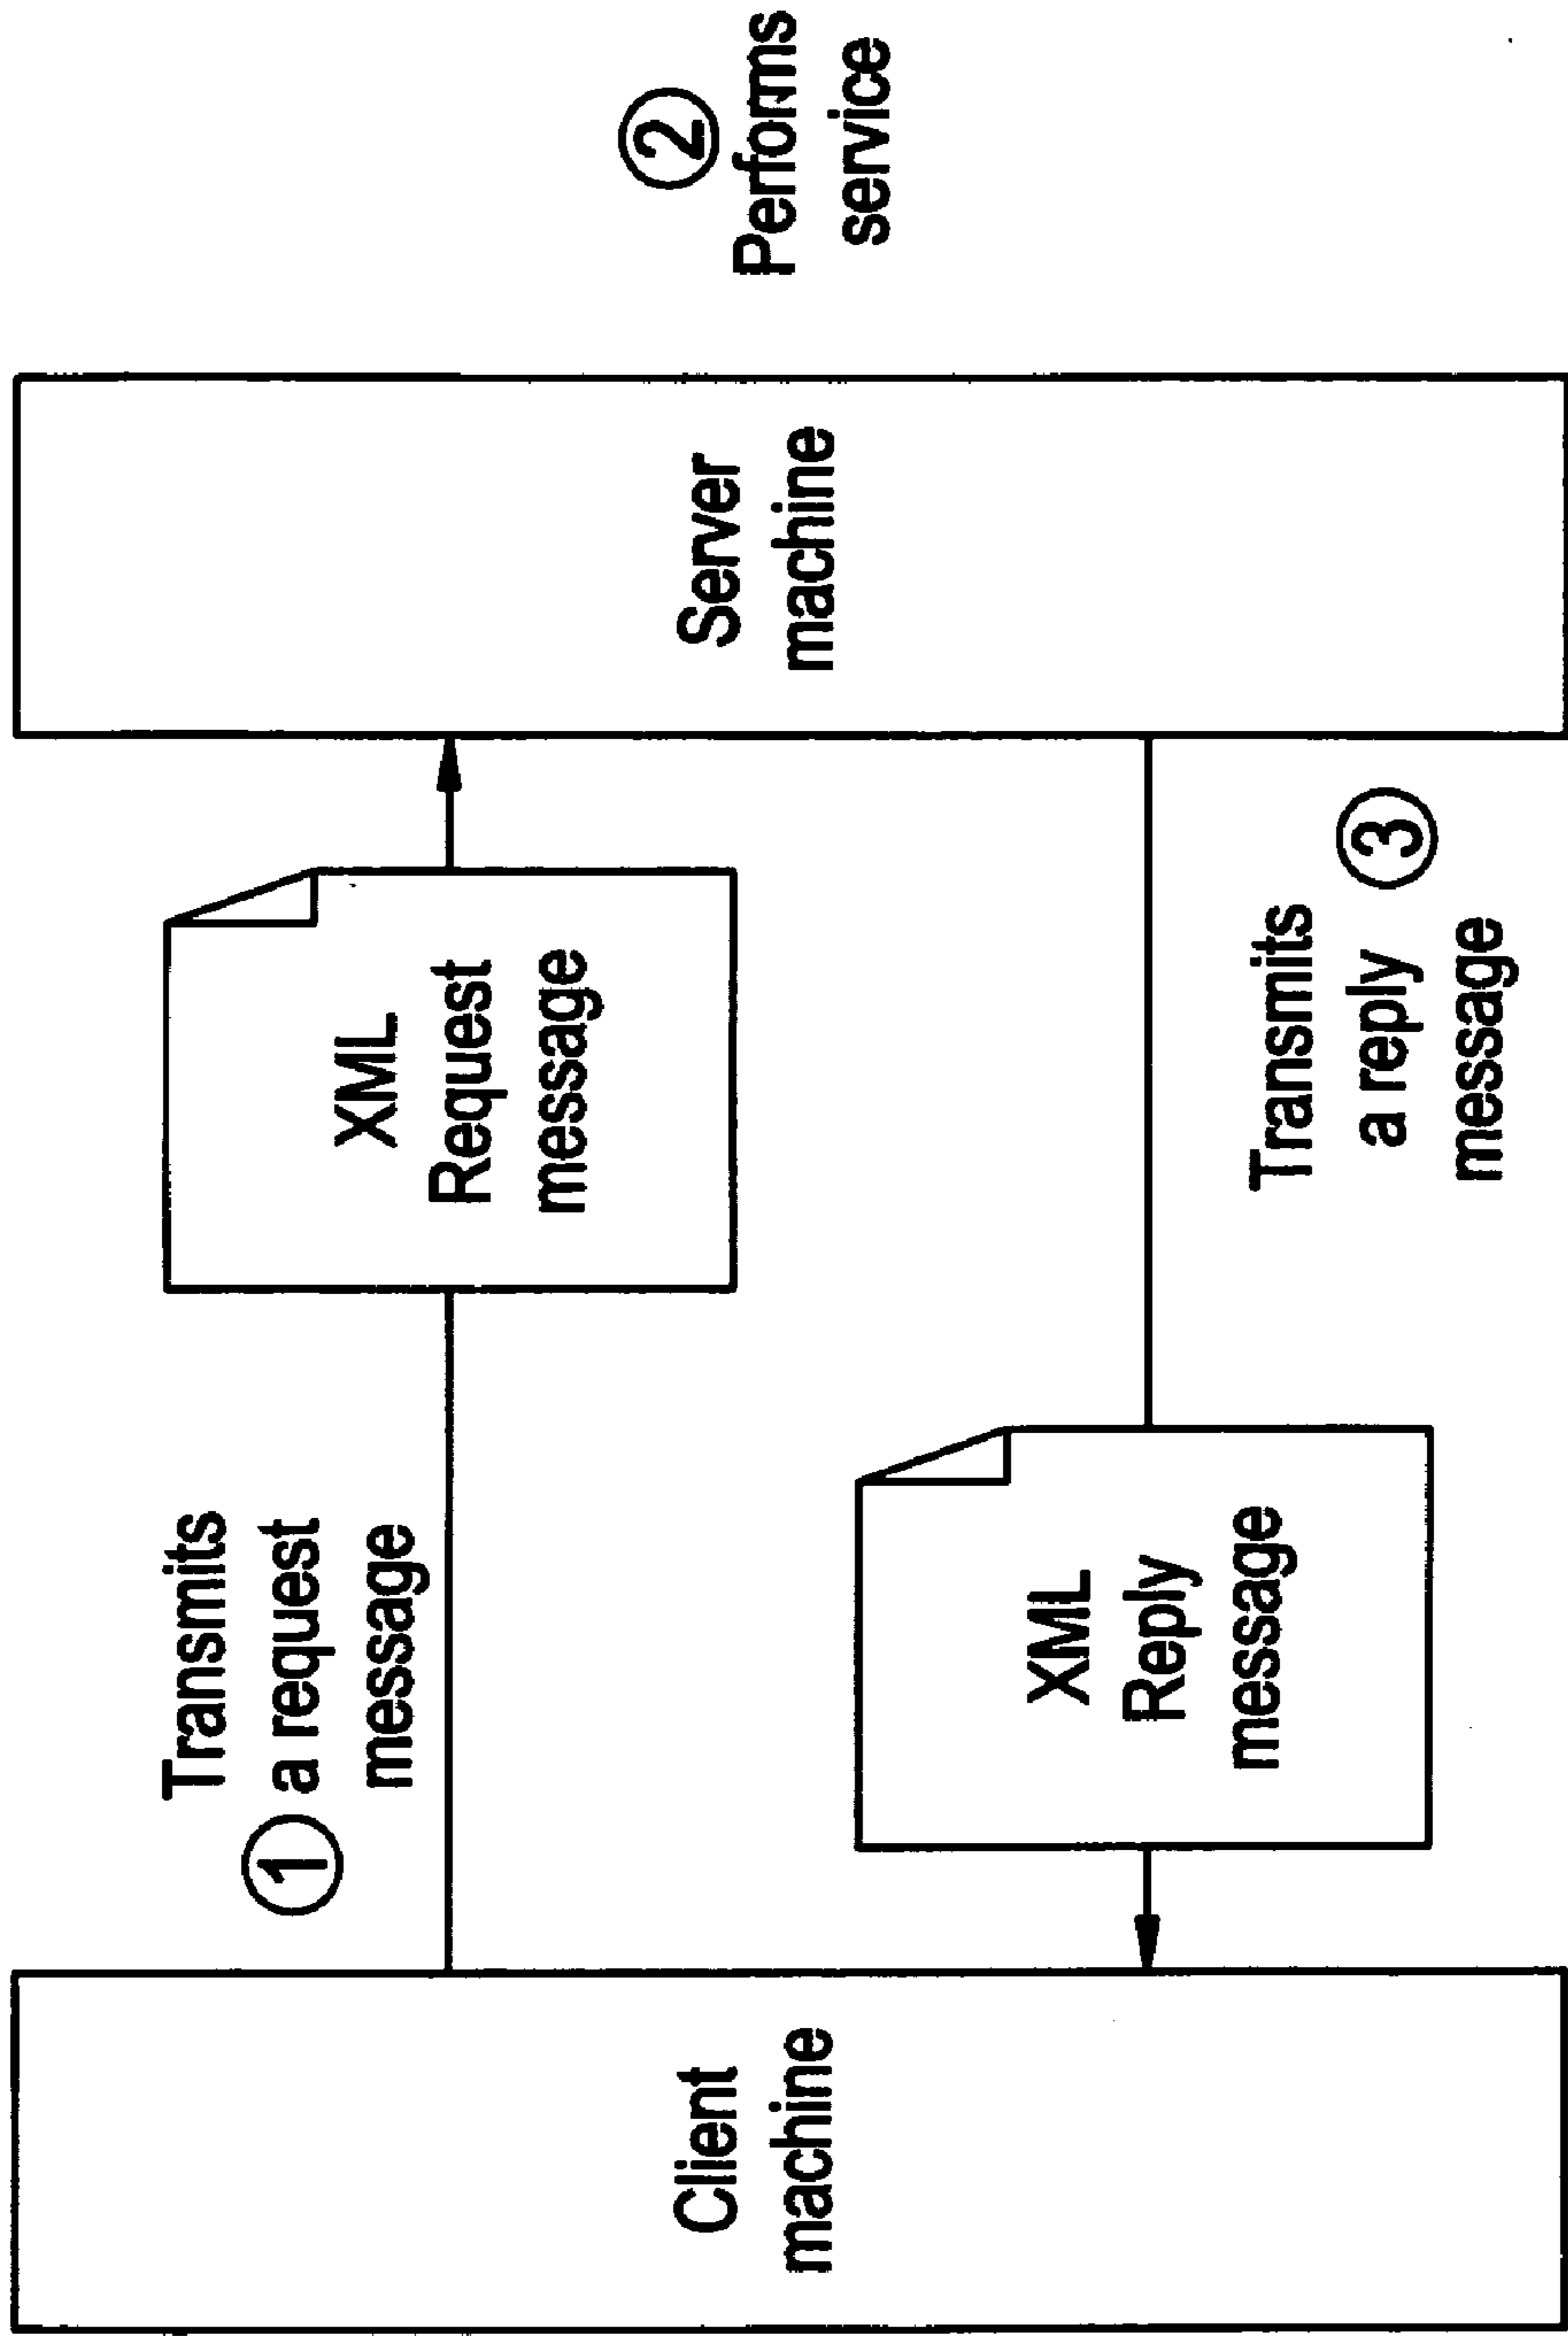 Client
machine
Transmits
① a request
message
XML
Request
message
Server
machine
②
Performs
service
XML
Reply
message
Transmits
a reply ③
message